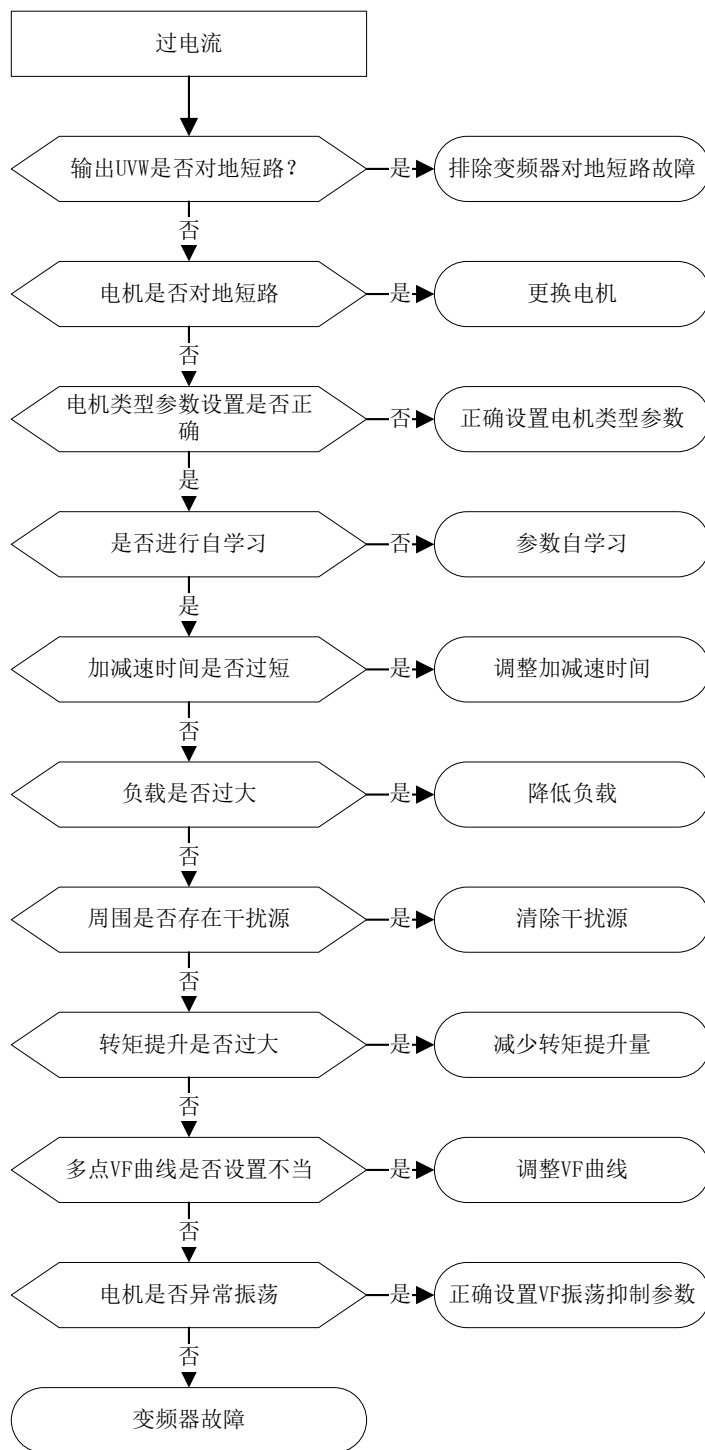 过电流
输出UVW是否对地短路？
是
排除变频器对地短路故障
否
电机是否对地短路
是
更换电机
否
电机类型参数设置是否正
确
否
正确设置电机类型参数
是
是否进行自学习
否
参数自学习
是
加减速时间是否过短
是
调整加减速时间
否
负载是否过大
是
降低负载
否
周围是否存在干扰源
是
清除干扰源
否
转矩提升是否过大
是
减少转矩提升量
否
多点VF曲线是否设置不当
是
调整VF曲线
否
电机是否异常振荡
是
正确设置VF振荡抑制参数
否
变频器故障